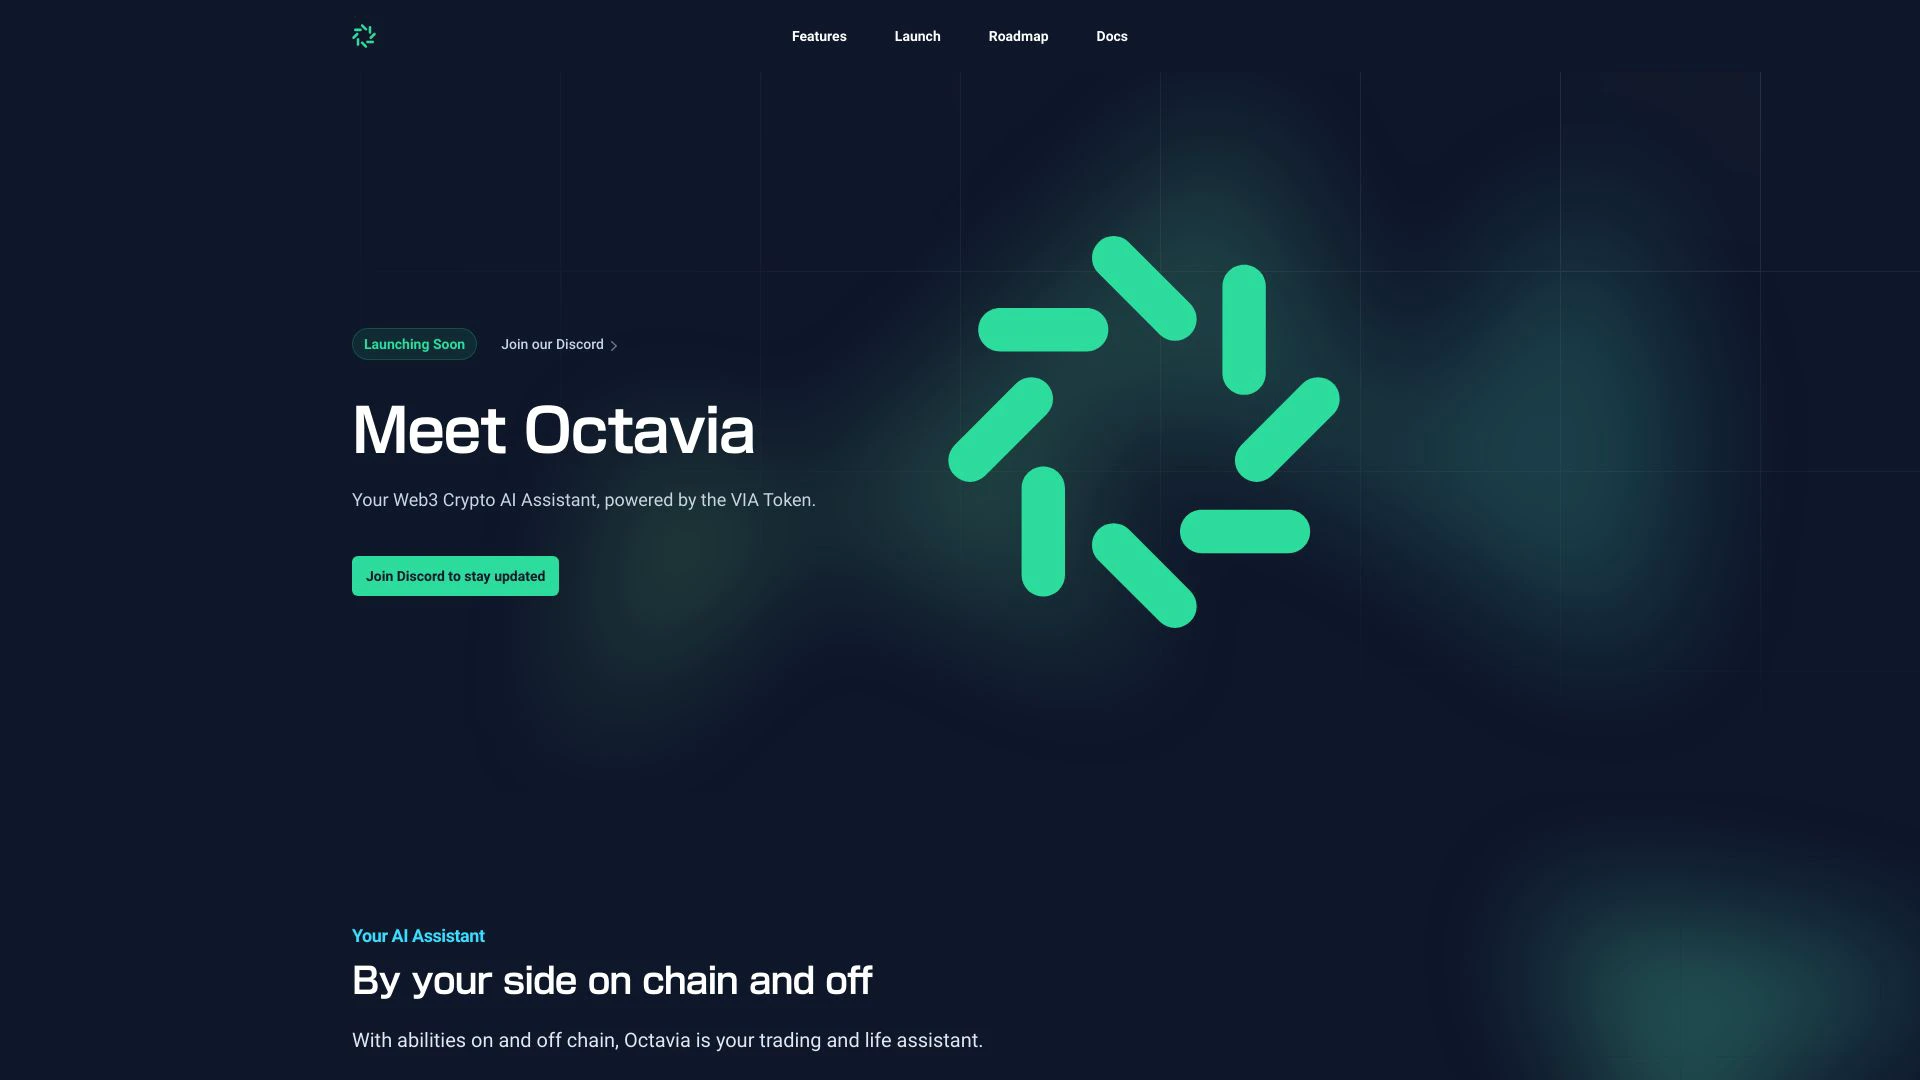 Features
Launch
Roadmap
Docs
Launching Soon
Join our Discord
Meet Octavia
Your Web3 Crypto AI Assistant, powered by the VIA Token.
Join Discord to stay updated
Your AI Assistant
By your side on chain and off
With abilities on and off chain, Octavia is your trading and life assistant.